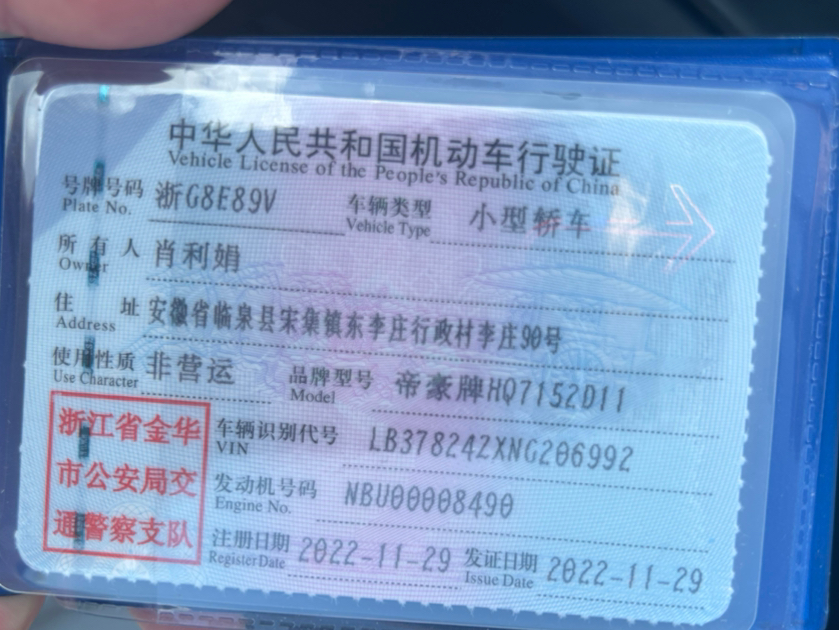 中华人民共和国机动车行驶证
Vehicle License of the People's Republic of China
号牌号码 浙G8E89V 车辆类型 小型轿车
Plate No. Vehicle Type
所有人 肖利娟
Owner
住址 安徽省临泉县宋集镇东李庄行政村李庄90号
Address
使用性质 非营运 品牌型号 帝豪牌HQ7152D11
Use Character Model
车辆识别代号 LB378242XNG206992
VIN
发动机号码 NBU00008490
Engine No.
注册日期 2022-11-29 发证日期 2022-11-29
Register Date Issue Date
浙江省金华
市公安局交
通警察支队